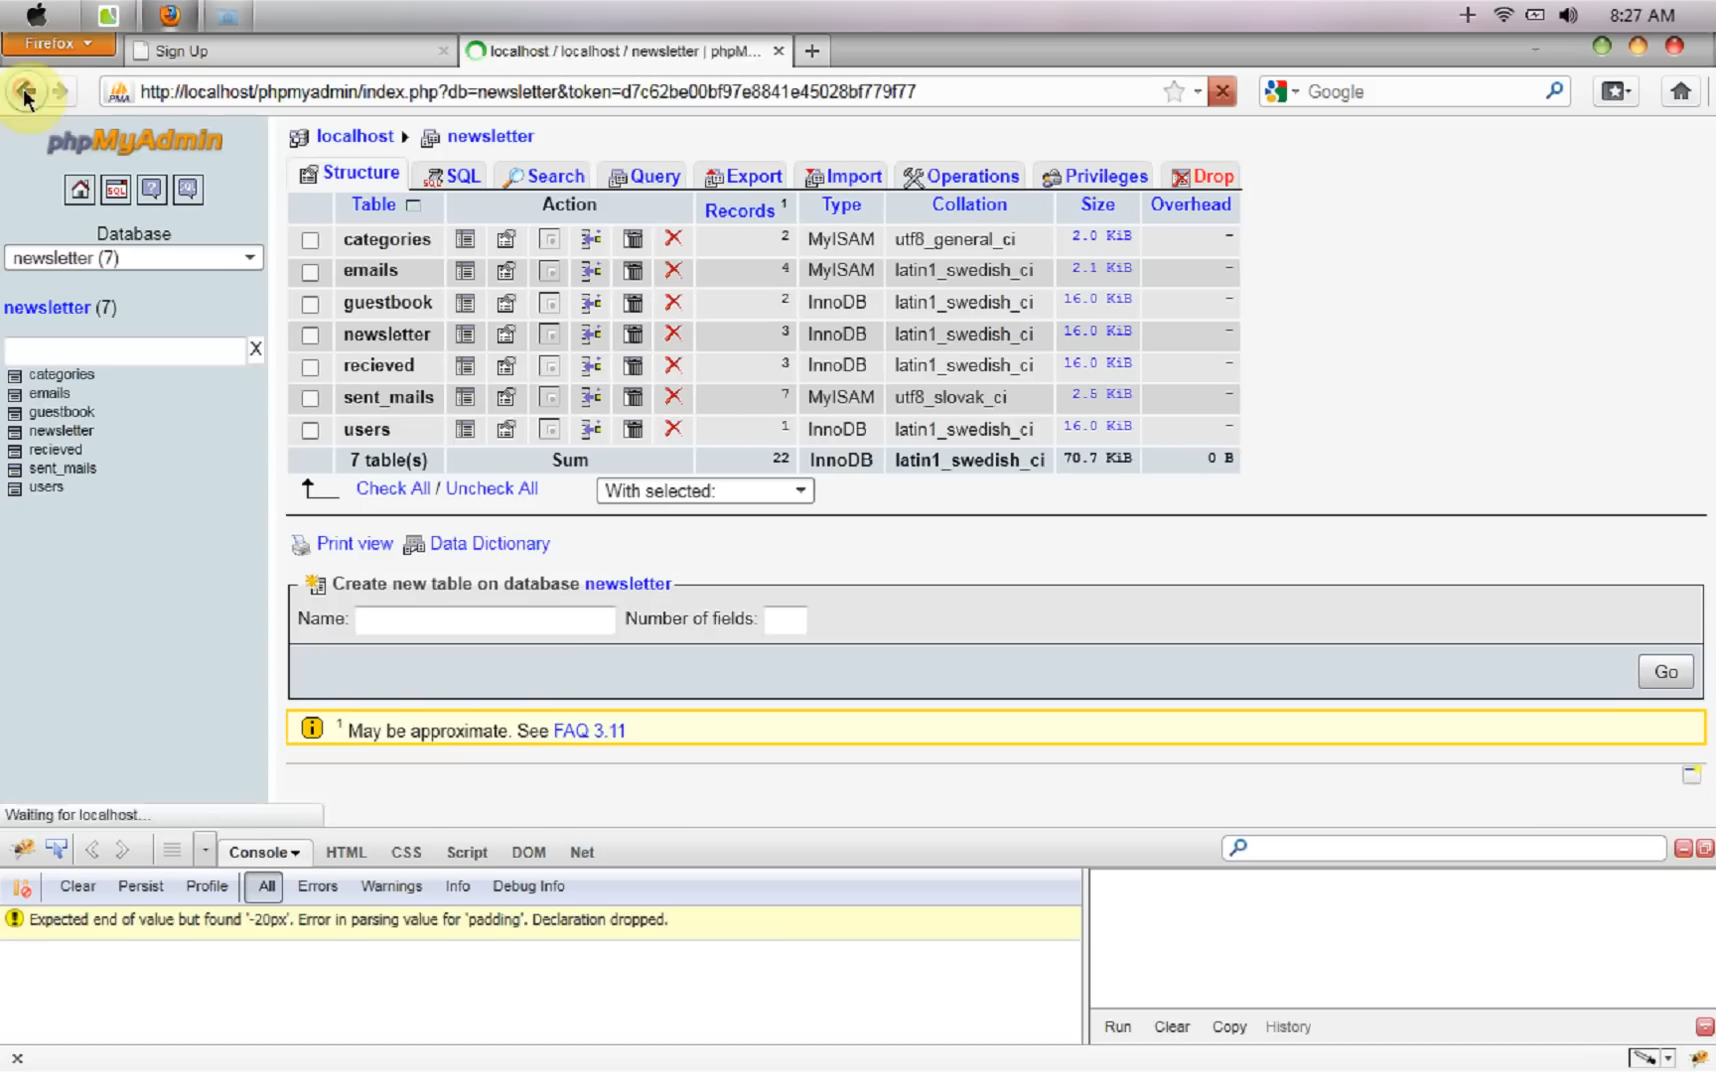 8:27 AM
Firefox
Sign Up
localhost / localhost / newsletter | phpM...
http://localhost/phpmyadmin/index.php?db=newsletter&token=d7c62be00bf97e8841e45028bf779f77
Google
phpMyAdmin
SQL
Database
newsletter (7)
newsletter (7)
X
categories
emails
guestbook
newsletter
recieved
sent_mails
users
localhost newsletter
Structure SQL Search Query Export Import Operations Privileges Drop
Table Action Records 1 Type Collation Size Overhead
categories 2 MyISAM utf8_general_ci 2.0 KiB -
emails 4 MyISAM latin1_swedish_ci 2.1 KiB -
guestbook 2 InnoDB latin1_swedish_ci 16.0 KiB -
newsletter 3 InnoDB latin1_swedish_ci 16.0 KiB -
recieved 3 InnoDB latin1_swedish_ci 16.0 KiB -
sent_mails 7 MyISAM utf8_slovak_ci 2.5 KiB -
users 1 InnoDB latin1_swedish_ci 16.0 KiB -
7 table(s) Sum 22 InnoDB latin1_swedish_ci 70.7 KiB 0 B
Check All / Uncheck All With selected:
Print view Data Dictionary
Create new table on database newsletter
Name: Number of fields:
Go
1 May be approximate. See FAQ 3.11
Waiting for localhost...
Console HTML CSS Script DOM Net
Clear Persist Profile All Errors Warnings Info Debug Info
Expected end of value but found '-20px'. Error in parsing value for 'padding'. Declaration dropped.
Run Clear Copy History